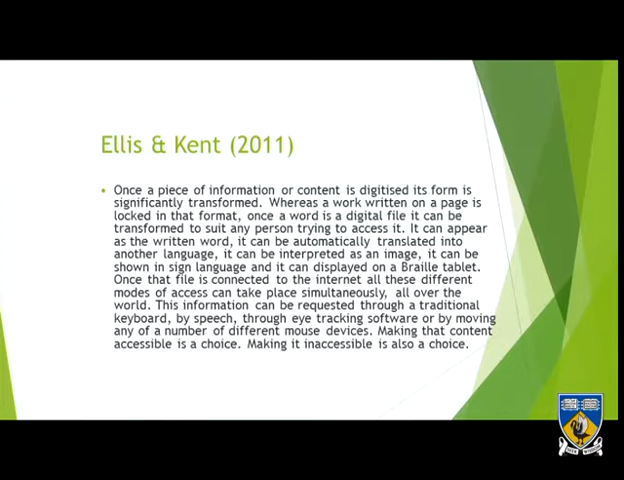 Ellis & Kent (2011)
• Once a piece of information or content is digitised its form is
significantly transformed. Whereas a work written on a page is
locked in that format, once a word is a digital file it can be
transformed to suit any person trying to access it. It can appear
as the written word, it can be automatically translated into
another language, it can be interpreted as an image, it can be
shown in sign language and it can displayed on a Braille tablet.
Once that file is connected to the internet all these different
modes of access can take place simultaneously, all over the
world. This information can be requested through a traditional
keyboard, by speech, through eye tracking software or by moving
any of a number of different mouse devices. Making that content
accessible is a choice. Making it inaccessible is also a choice.